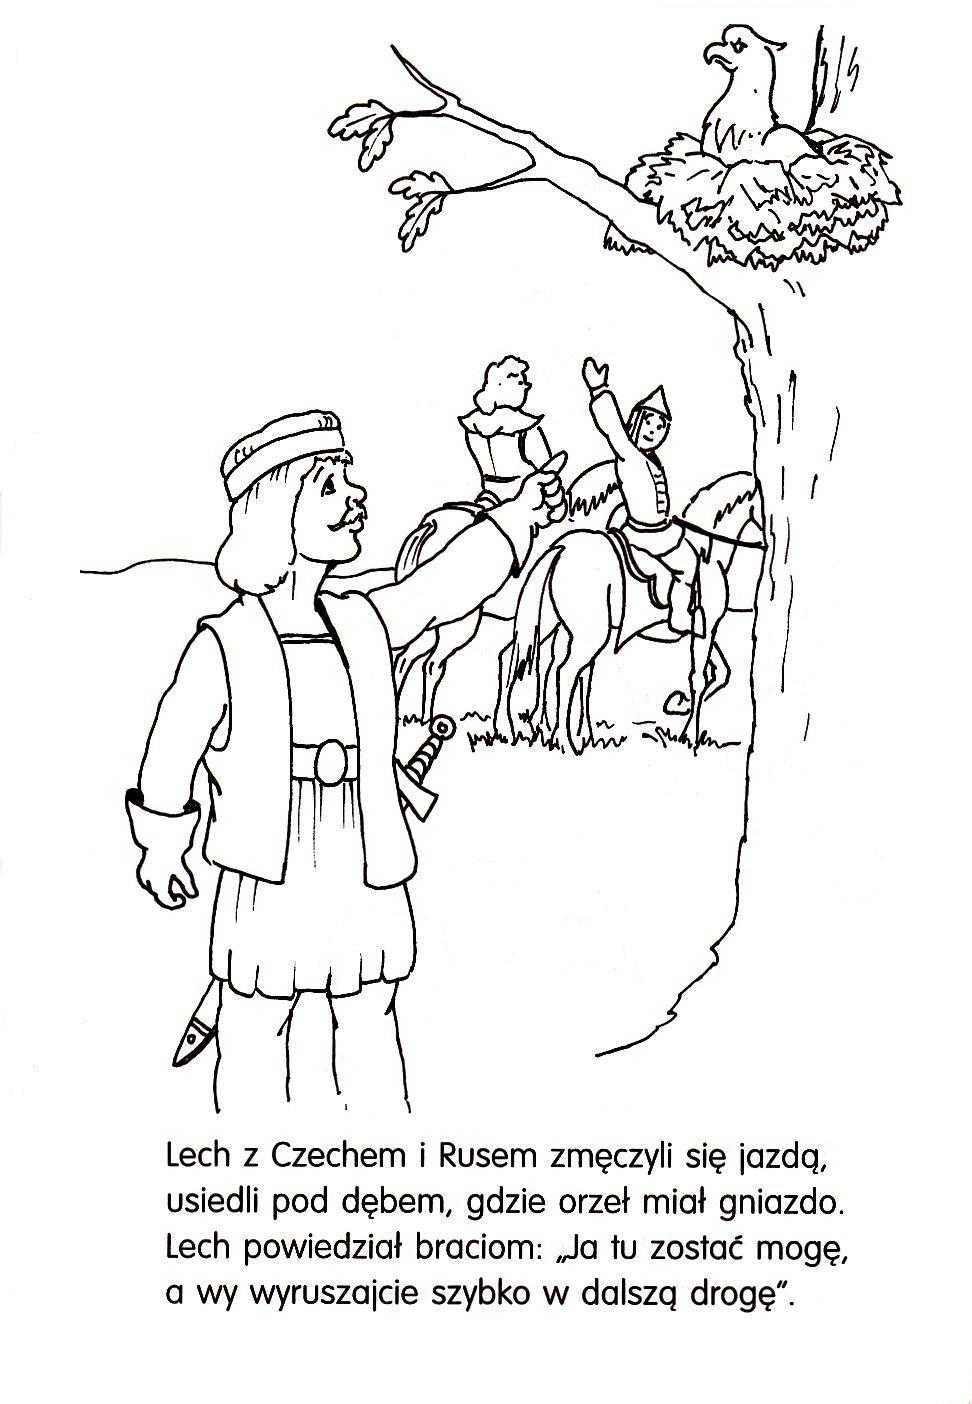 Lech z Czechem i Rusem zmęczyli się jazdą,
usiedli pod dębem, gdzie orzeł miał gniazdo.
Lech powiedział braciom: „Ja tu zostać mogę,
a wy wyruszajcie szybko w dalszą drogę”.